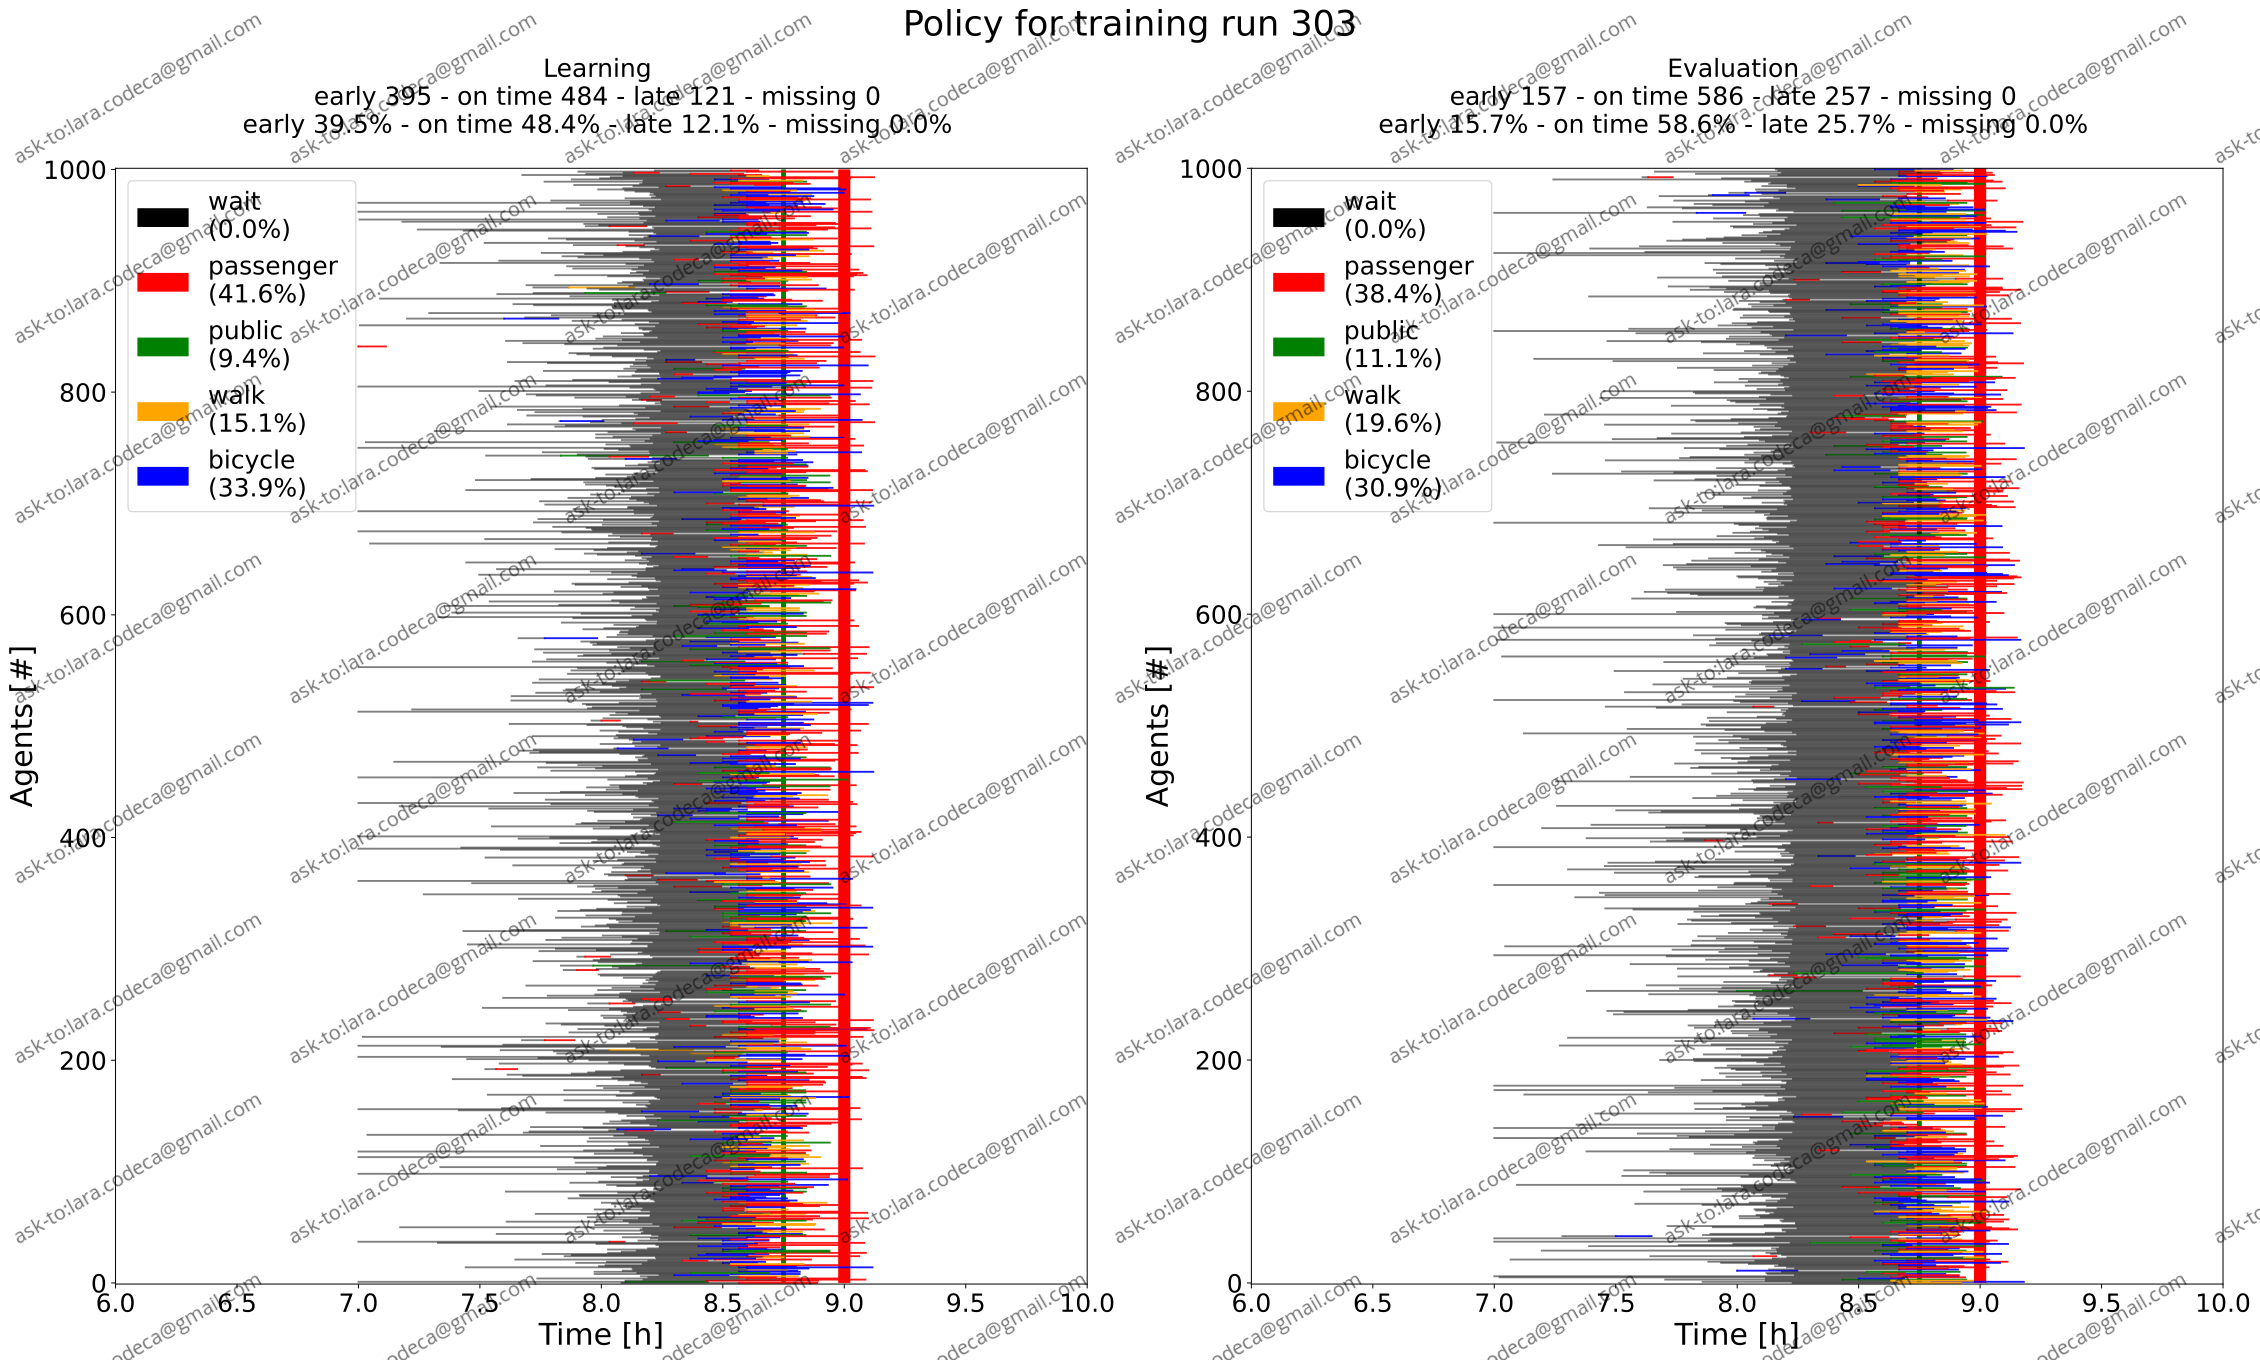 Policy for training run 303
Learning
early 395 - on time 484 - late 121 - missing 0
early 39.5% - on time 48.4% - late 12.1% - missing 0.0%
1000
800
600
400
200
0
Agents [#]
wait
(0.0%)
passenger
(41.6%)
public
(9.4%)
walk
(15.1%)
bicycle
(33.9%)
6.0 6.5 7.0 7.5 8.0 8.5 9.0 9.5 10.0
Time [h]
Evaluation
early 157 - on time 586 - late 257 - missing 0
early 15.7% - on time 58.6% - late 25.7% - missing 0.0%
1000
800
600
400
200
0
Agents [#]
wait
(0.0%)
passenger
(38.4%)
public
(11.1%)
walk
(19.6%)
bicycle
(30.9%)
6.0 6.5 7.0 7.5 8.0 8.5 9.0 9.5 10.0
Time [h]
ask-to:lara.codeca@gmail.com